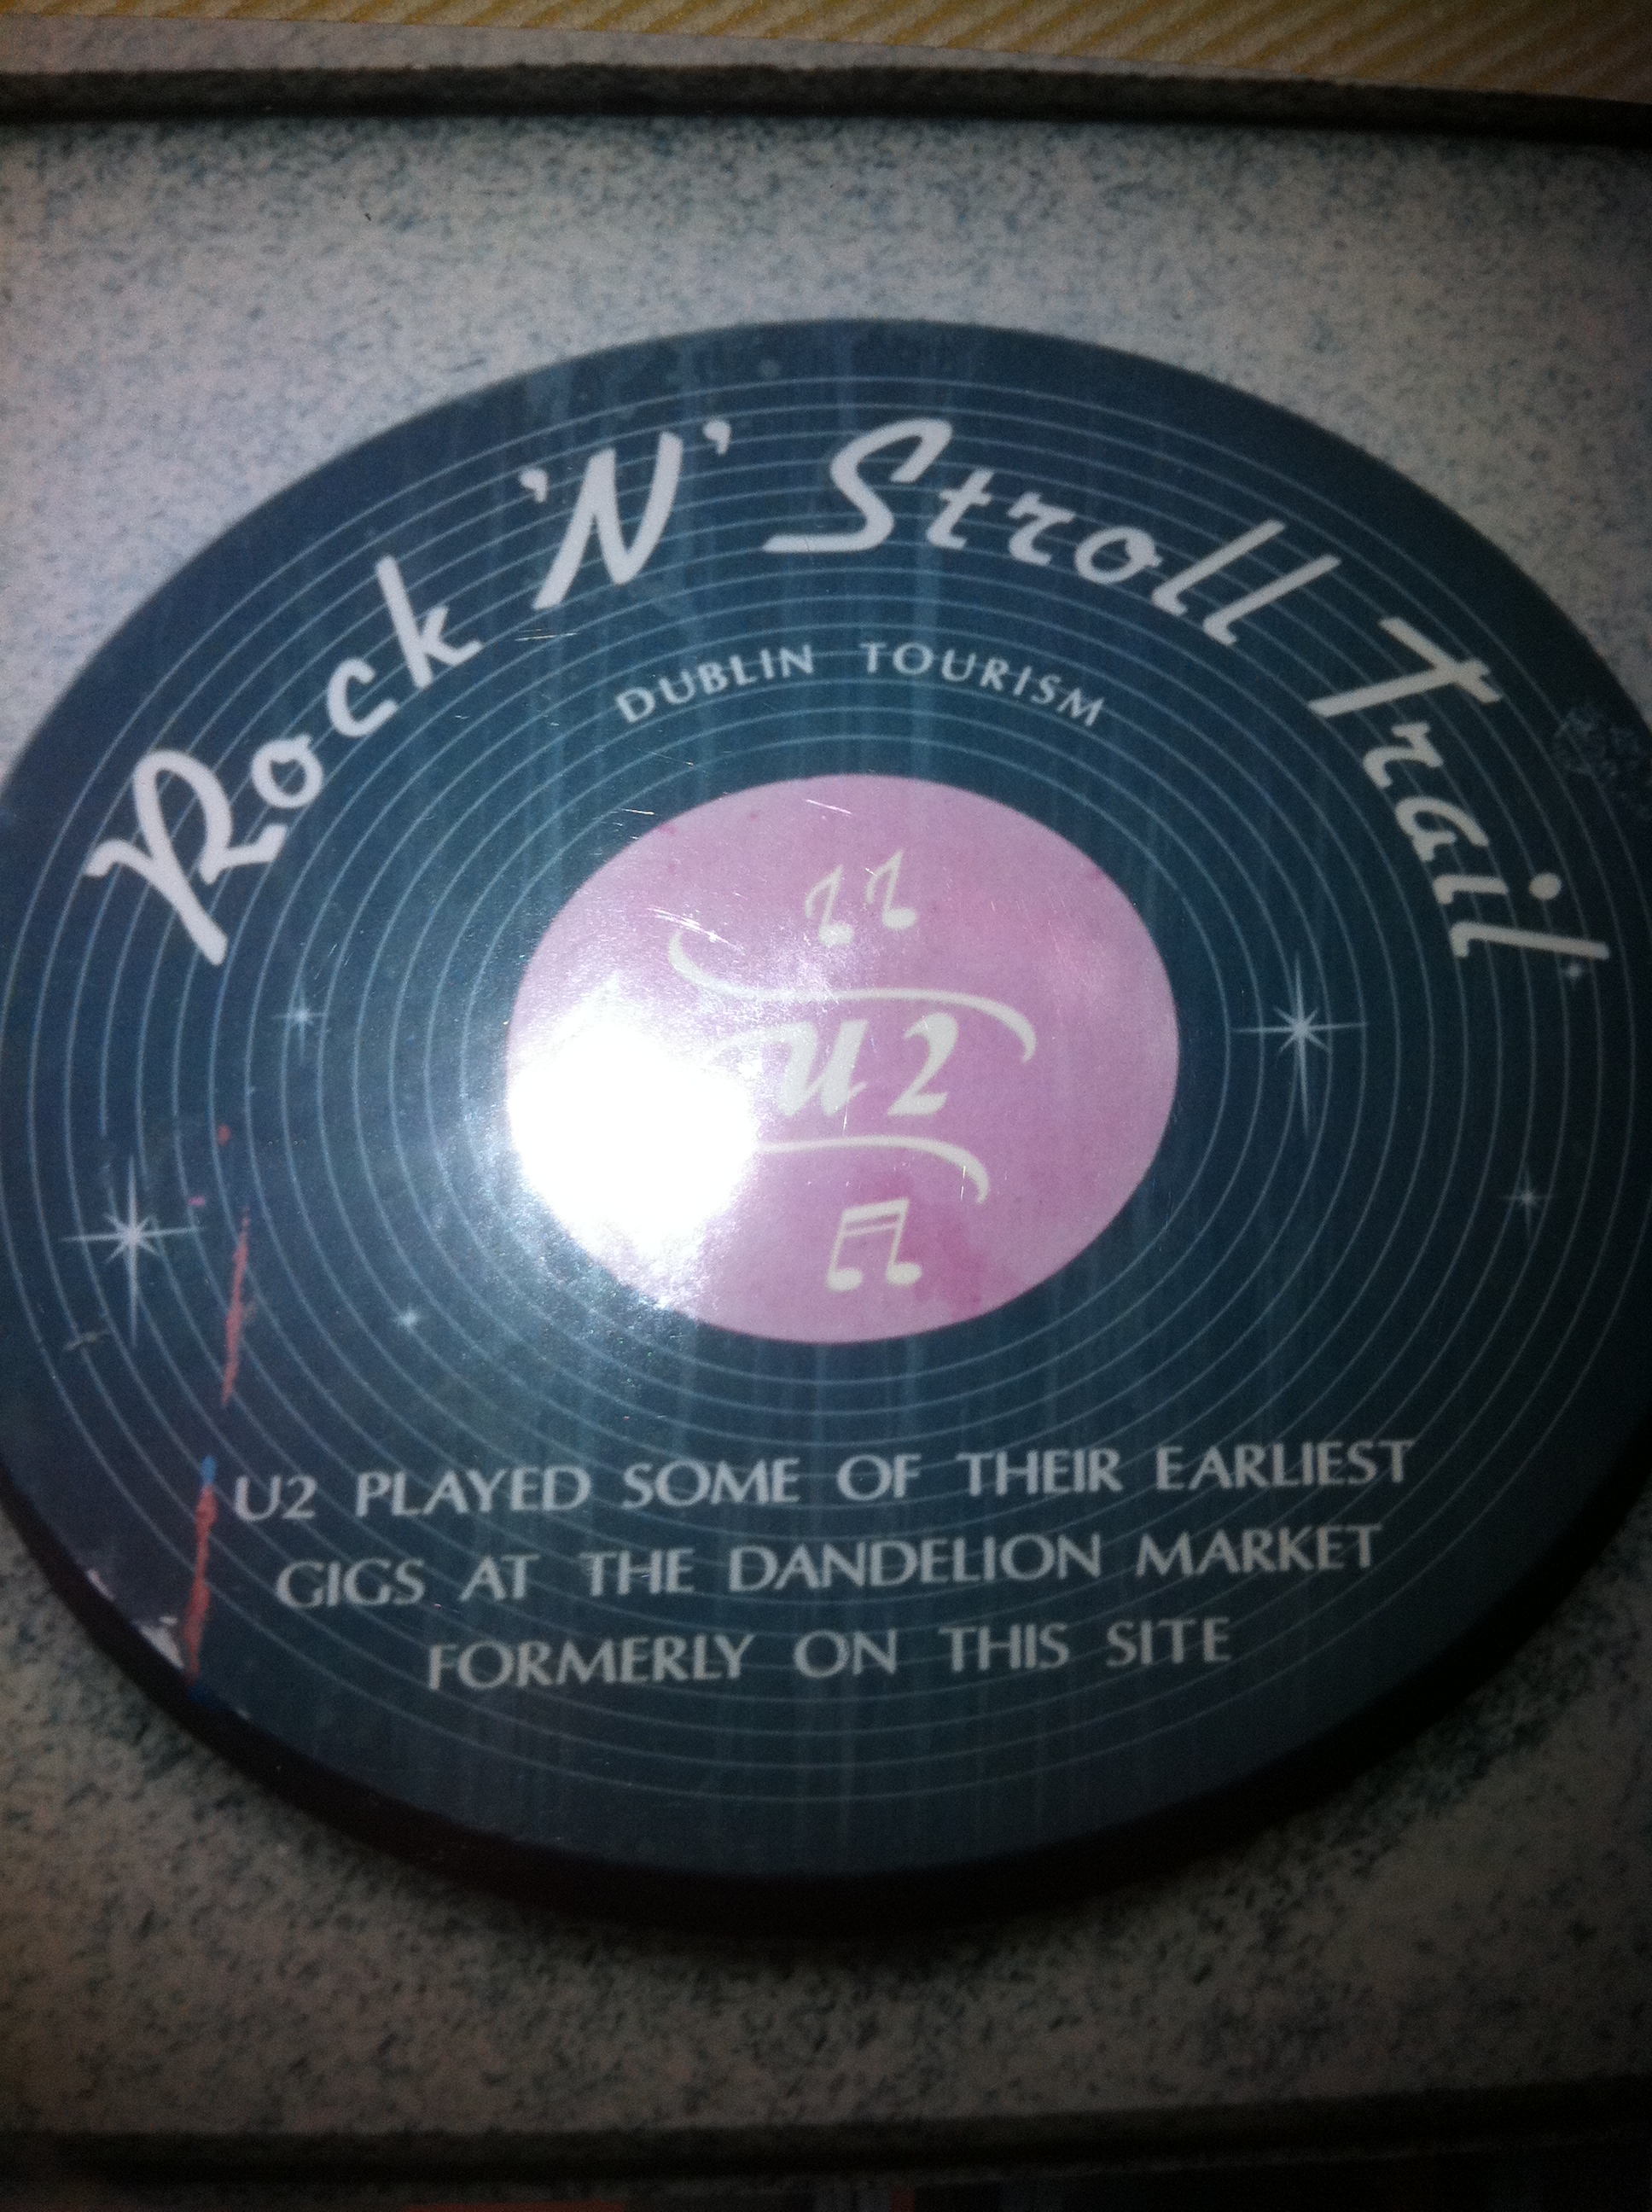 Rock 'N' Stroll Trail
DUBLIN TOURISM
U2
U2 PLAYED SOME OF THEIR EARLIEST
GIGS AT THE DANDELION MARKET
FORMERLY ON THIS SITE